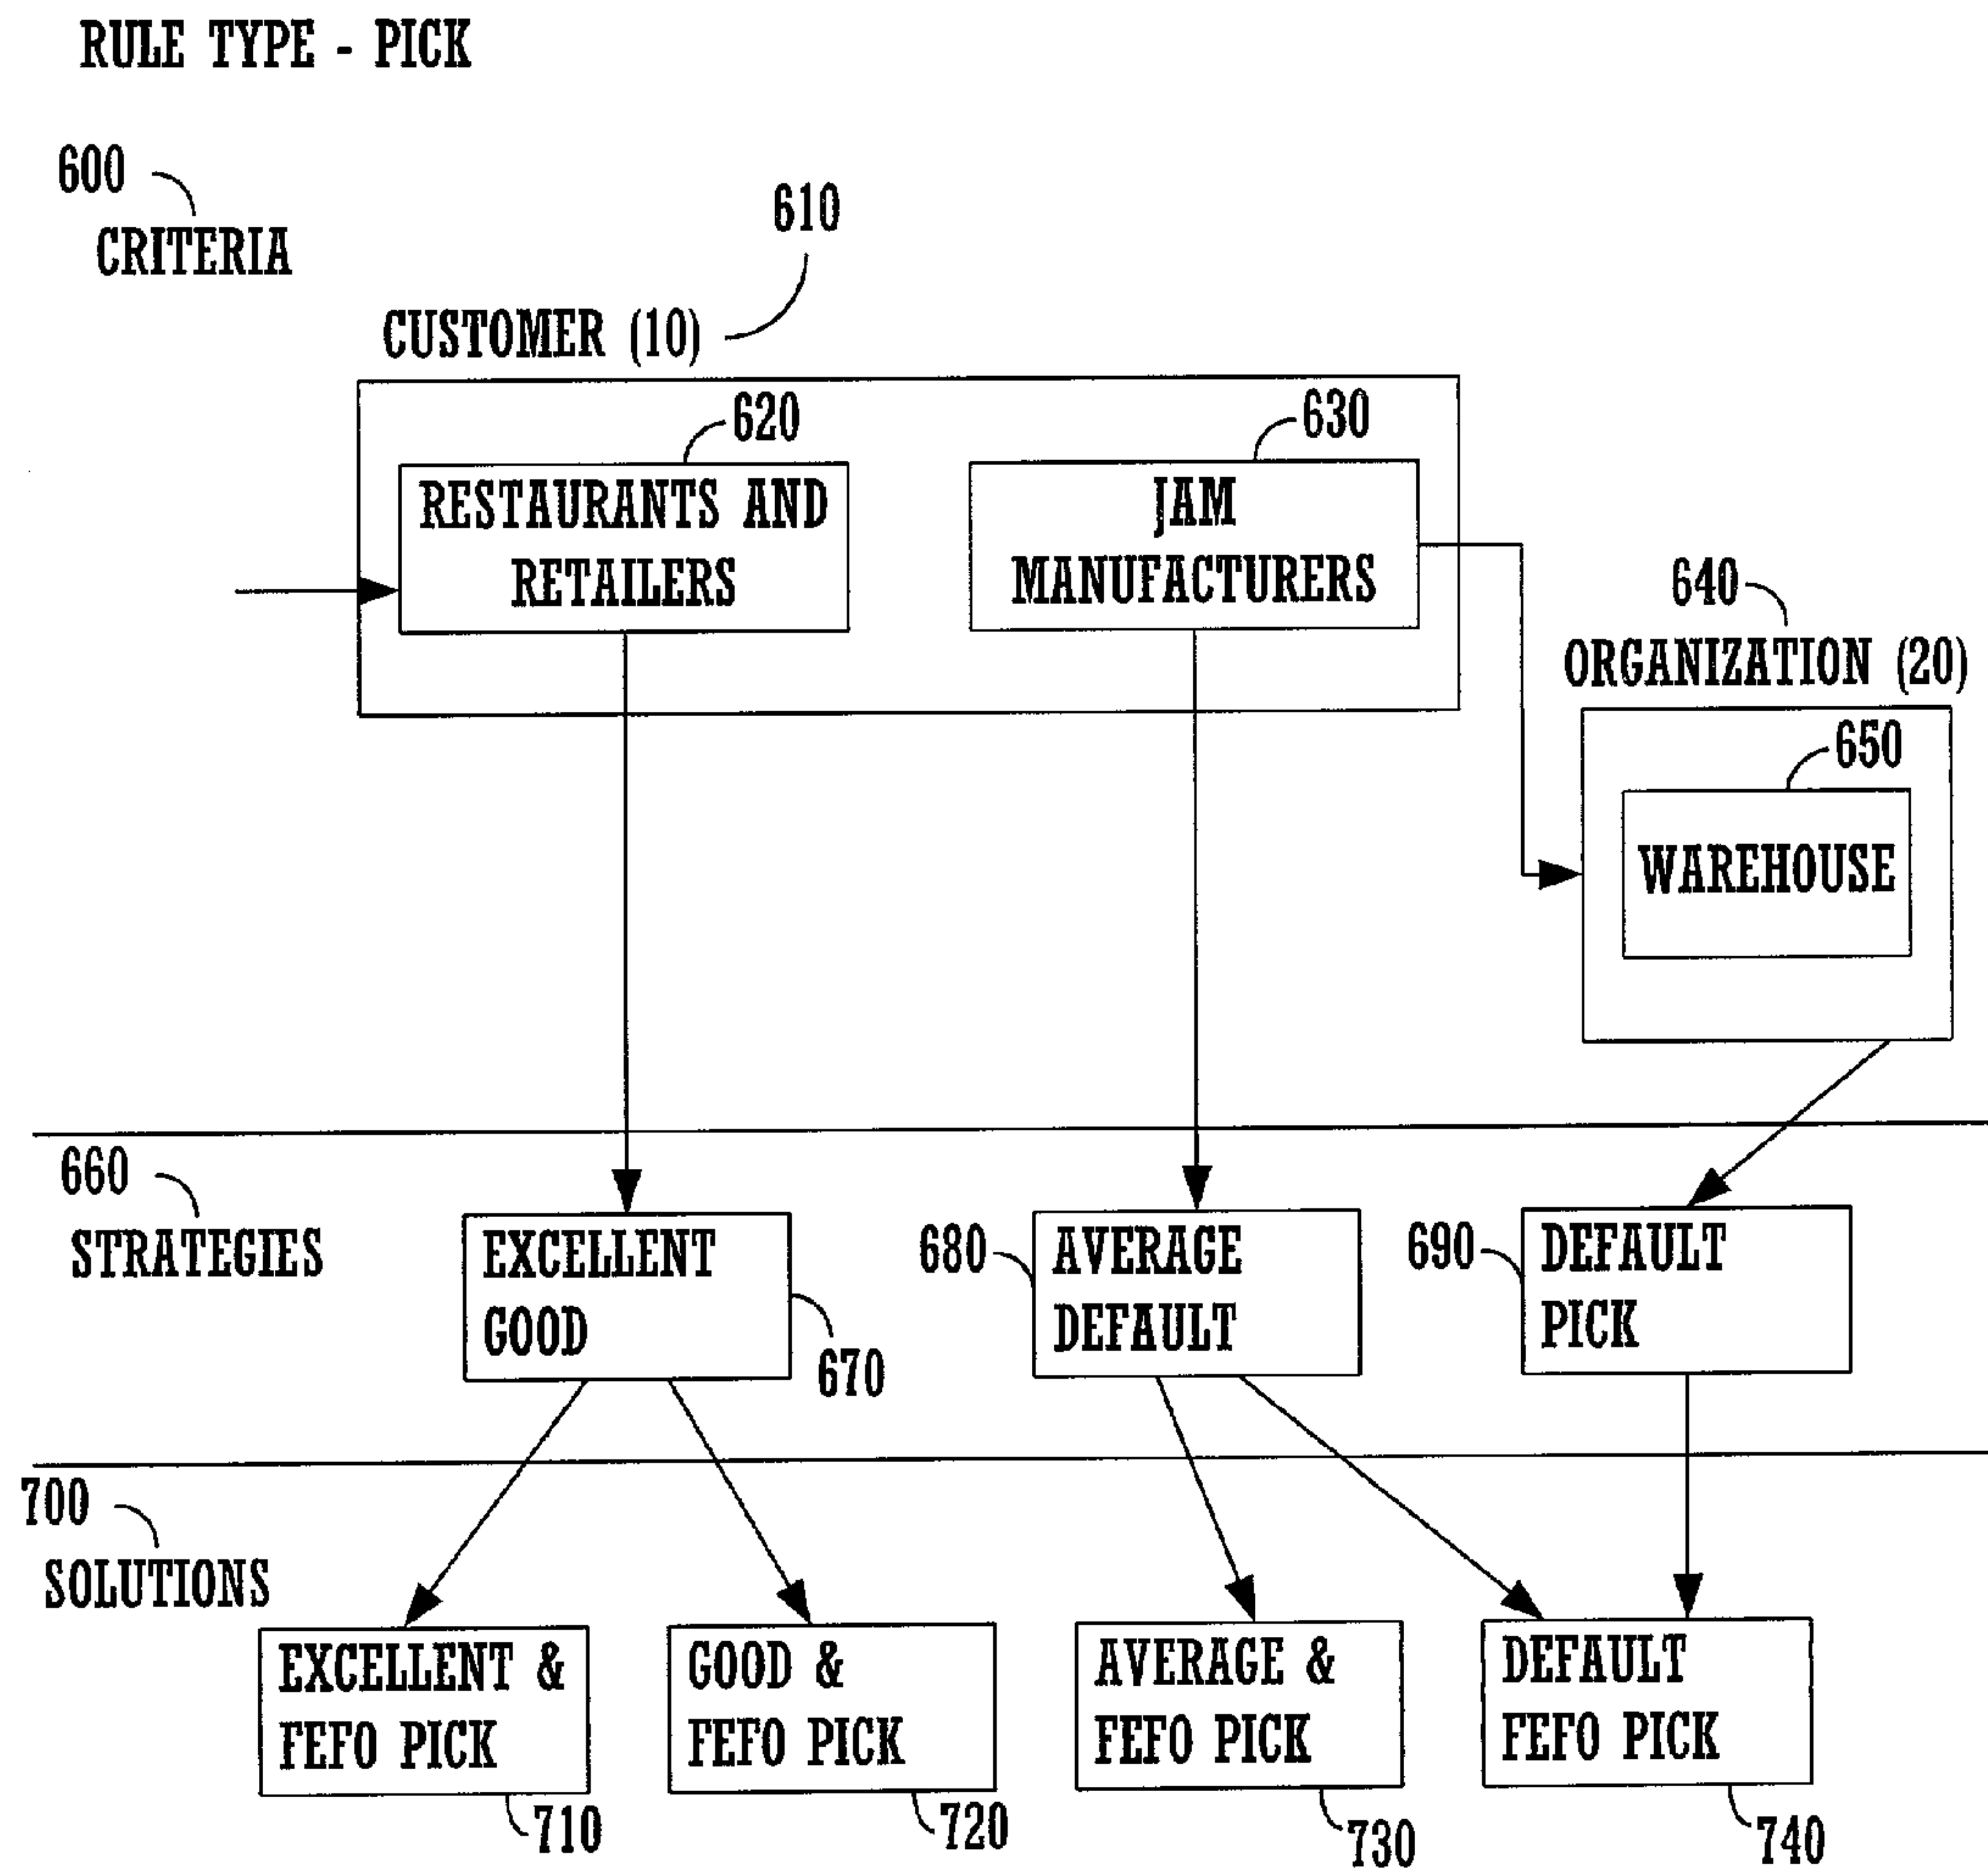 RULE TYPE - PICK
600
CRITERIA
610
CUSTOMER (10)
620
RESTAURANTS AND
RETAILERS
630
JAM
MANUFACTURERS
640
ORGANIZATION (20)
650
WAREHOUSE
660
STRATEGIES
EXCELLENT
GOOD
670
680
AVERAGE
DEFAULT
690
DEFAULT
PICK
700
SOLUTIONS
EXCELLENT &
FEFO PICK
710
GOOD &
FEFO PICK
720
AVERAGE &
FEFO PICK
730
DEFAULT
FEFO PICK
740